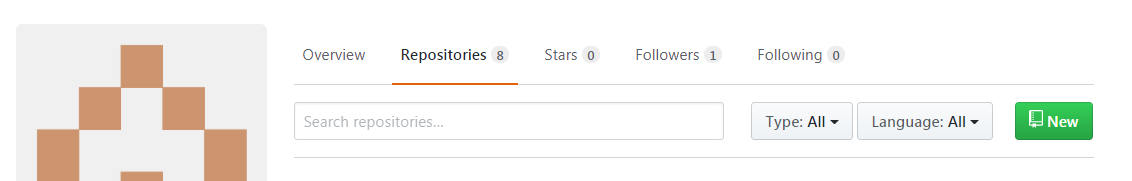 Overview Repositories 8 Stars 0 Followers 1 Following 0
Search repositories... Type: All Language: All New